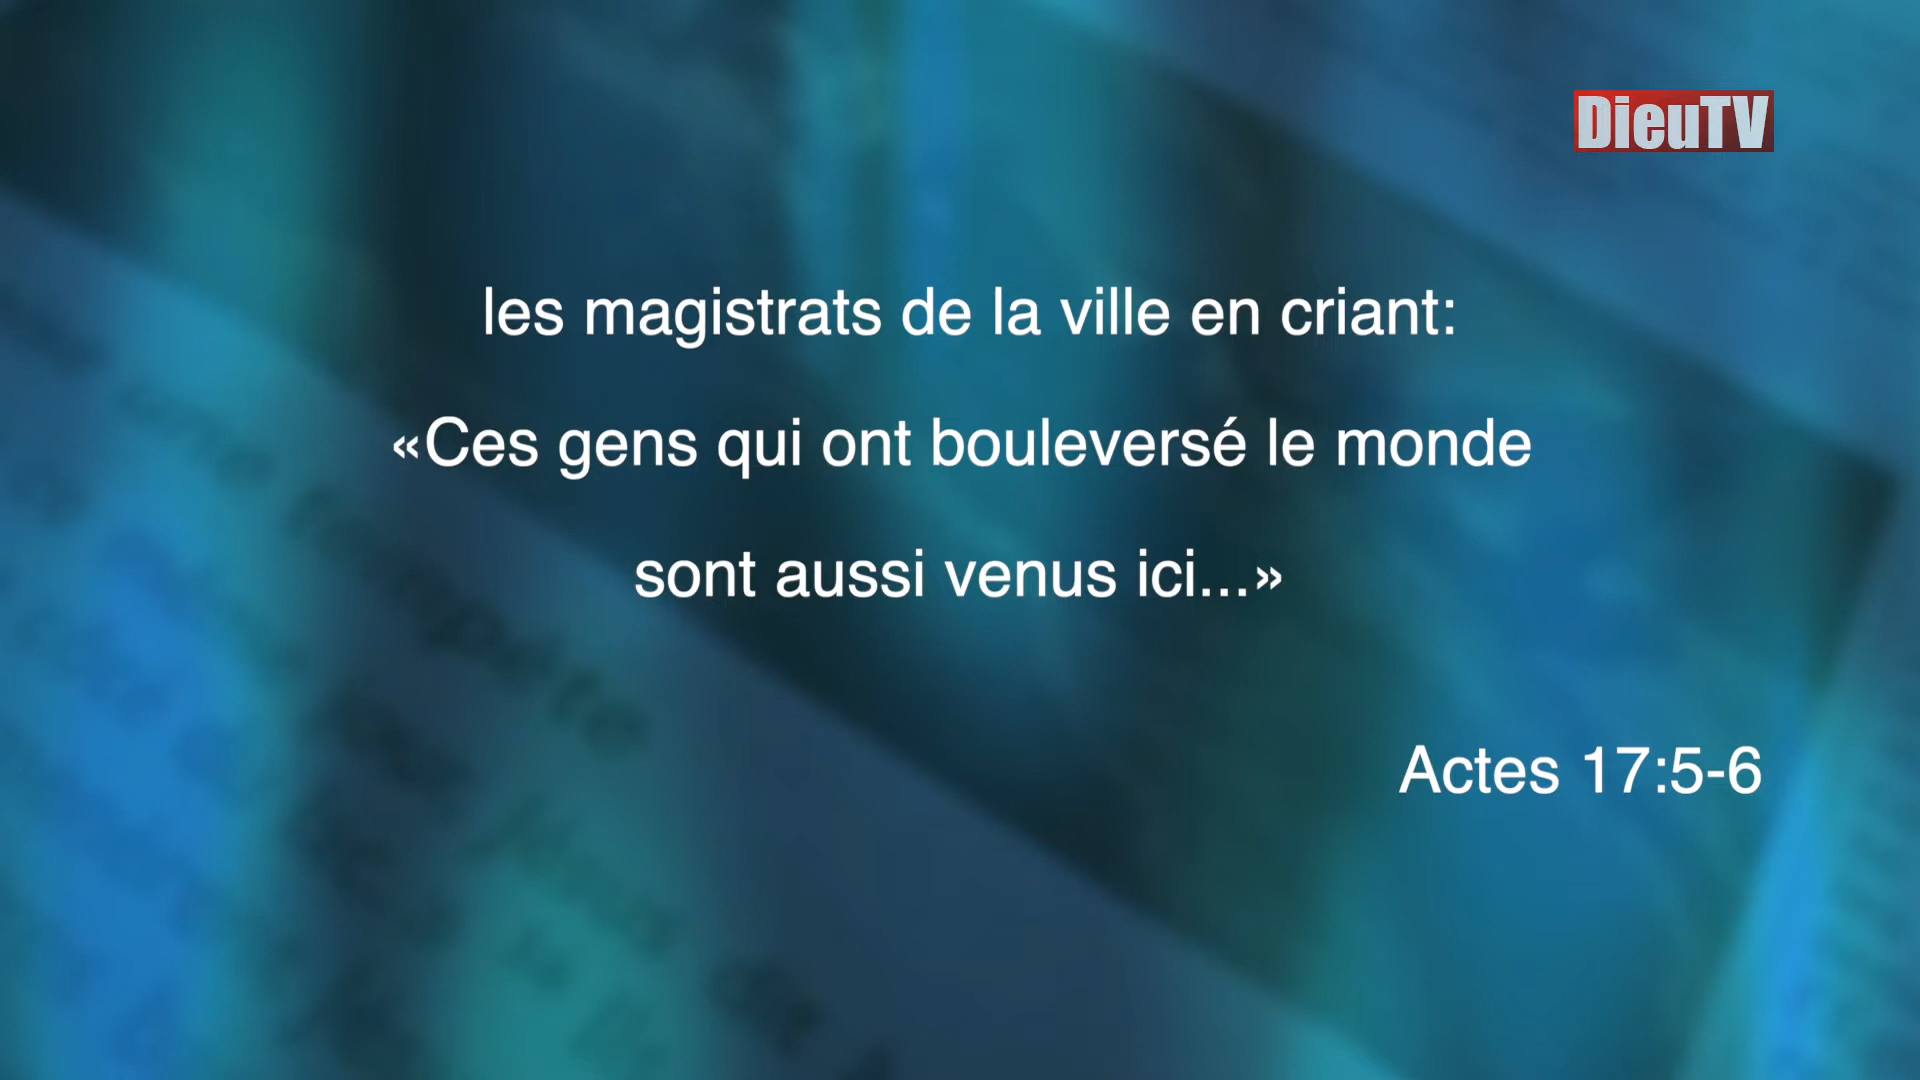 DieuTV
les magistrats de la ville en criant:
«Ces gens qui ont bouleversé le monde
sont aussi venus ici...»
Actes 17:5-6